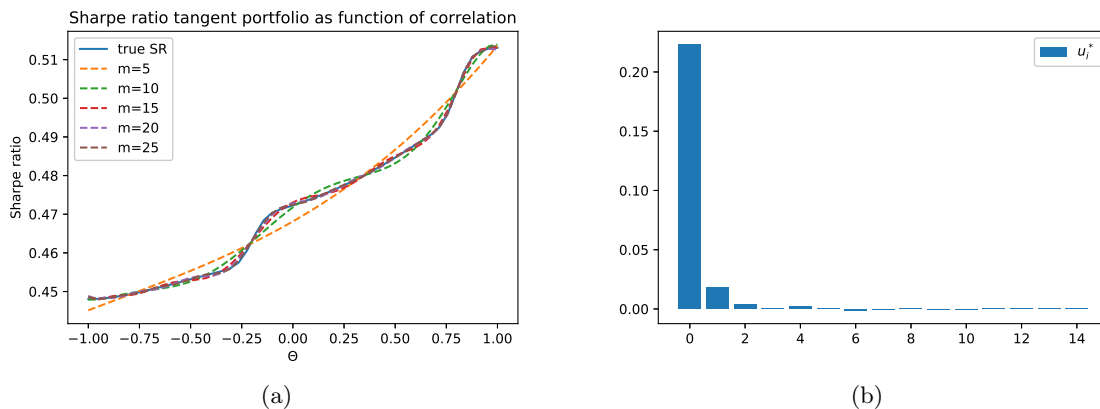 Sharpe ratio tangent portfolio as function of correlation
true SR
m=5
m=10
m=15
m=20
m=25
Sharpe ratio
0.51
0.50
0.49
0.48
0.47
0.46
0.45
−1.00 −0.75 −0.50 −0.25 0.00 0.25 0.50 0.75 1.00
Θ
(a)
u_i^*
0.20
0.15
0.10
0.05
0.00
0 2 4 6 8 10 12 14
(b)